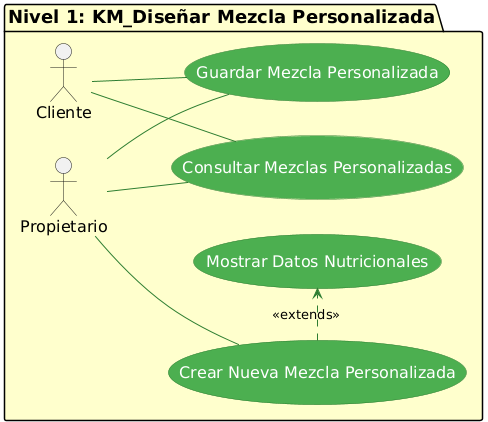 Nivel 1: KM_Diseñar Mezcla Personalizada
Guardar Mezcla Personalizada
Cliente
Consultar Mezclas Personalizadas
Propietario
Mostrar Datos Nutricionales
«extends»
Crear Nueva Mezcla Personalizada